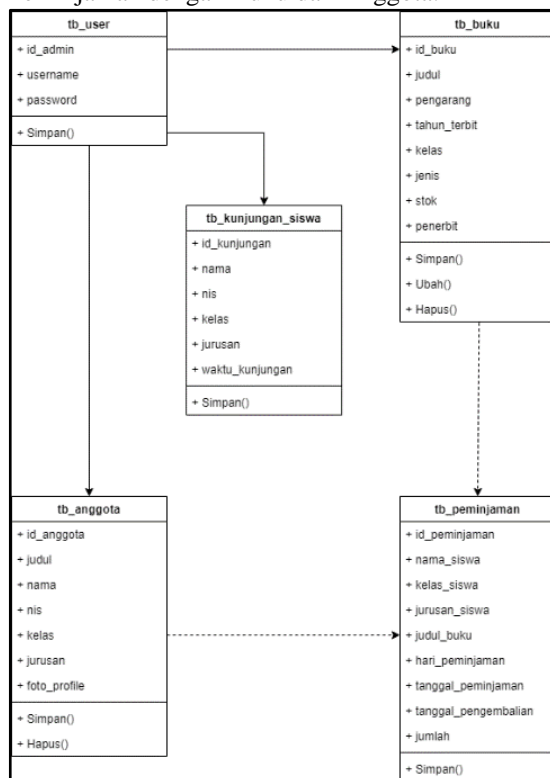 tb_user
+ id_admin
+ username
+ password
+ Simpan()
tb_buku
+ id_buku
+ judul
+ pengarang
+ tahun_terbit
+ kelas
+ jenis
+ stok
+ penerbit
+ Simpan()
+ Ubah()
+ Hapus()
tb_kunjungan_siswa
+ id_kunjungan
+ nama
+ nis
+ kelas
+ jurusan
+ waktu_kunjungan
+ Simpan()
tb_anggota
+ id_anggota
+ judul
+ nama
+ nis
+ kelas
+ jurusan
+ foto_profile
+ Simpan()
+ Hapus()
tb_peminjaman
+ id_peminjaman
+ nama_siswa
+ kelas_siswa
+ jurusan_siswa
+ judul_buku
+ hari_peminjaman
+ tanggal_peminjaman
+ tanggal_pengembalian
+ jumlah
+ Simpan()